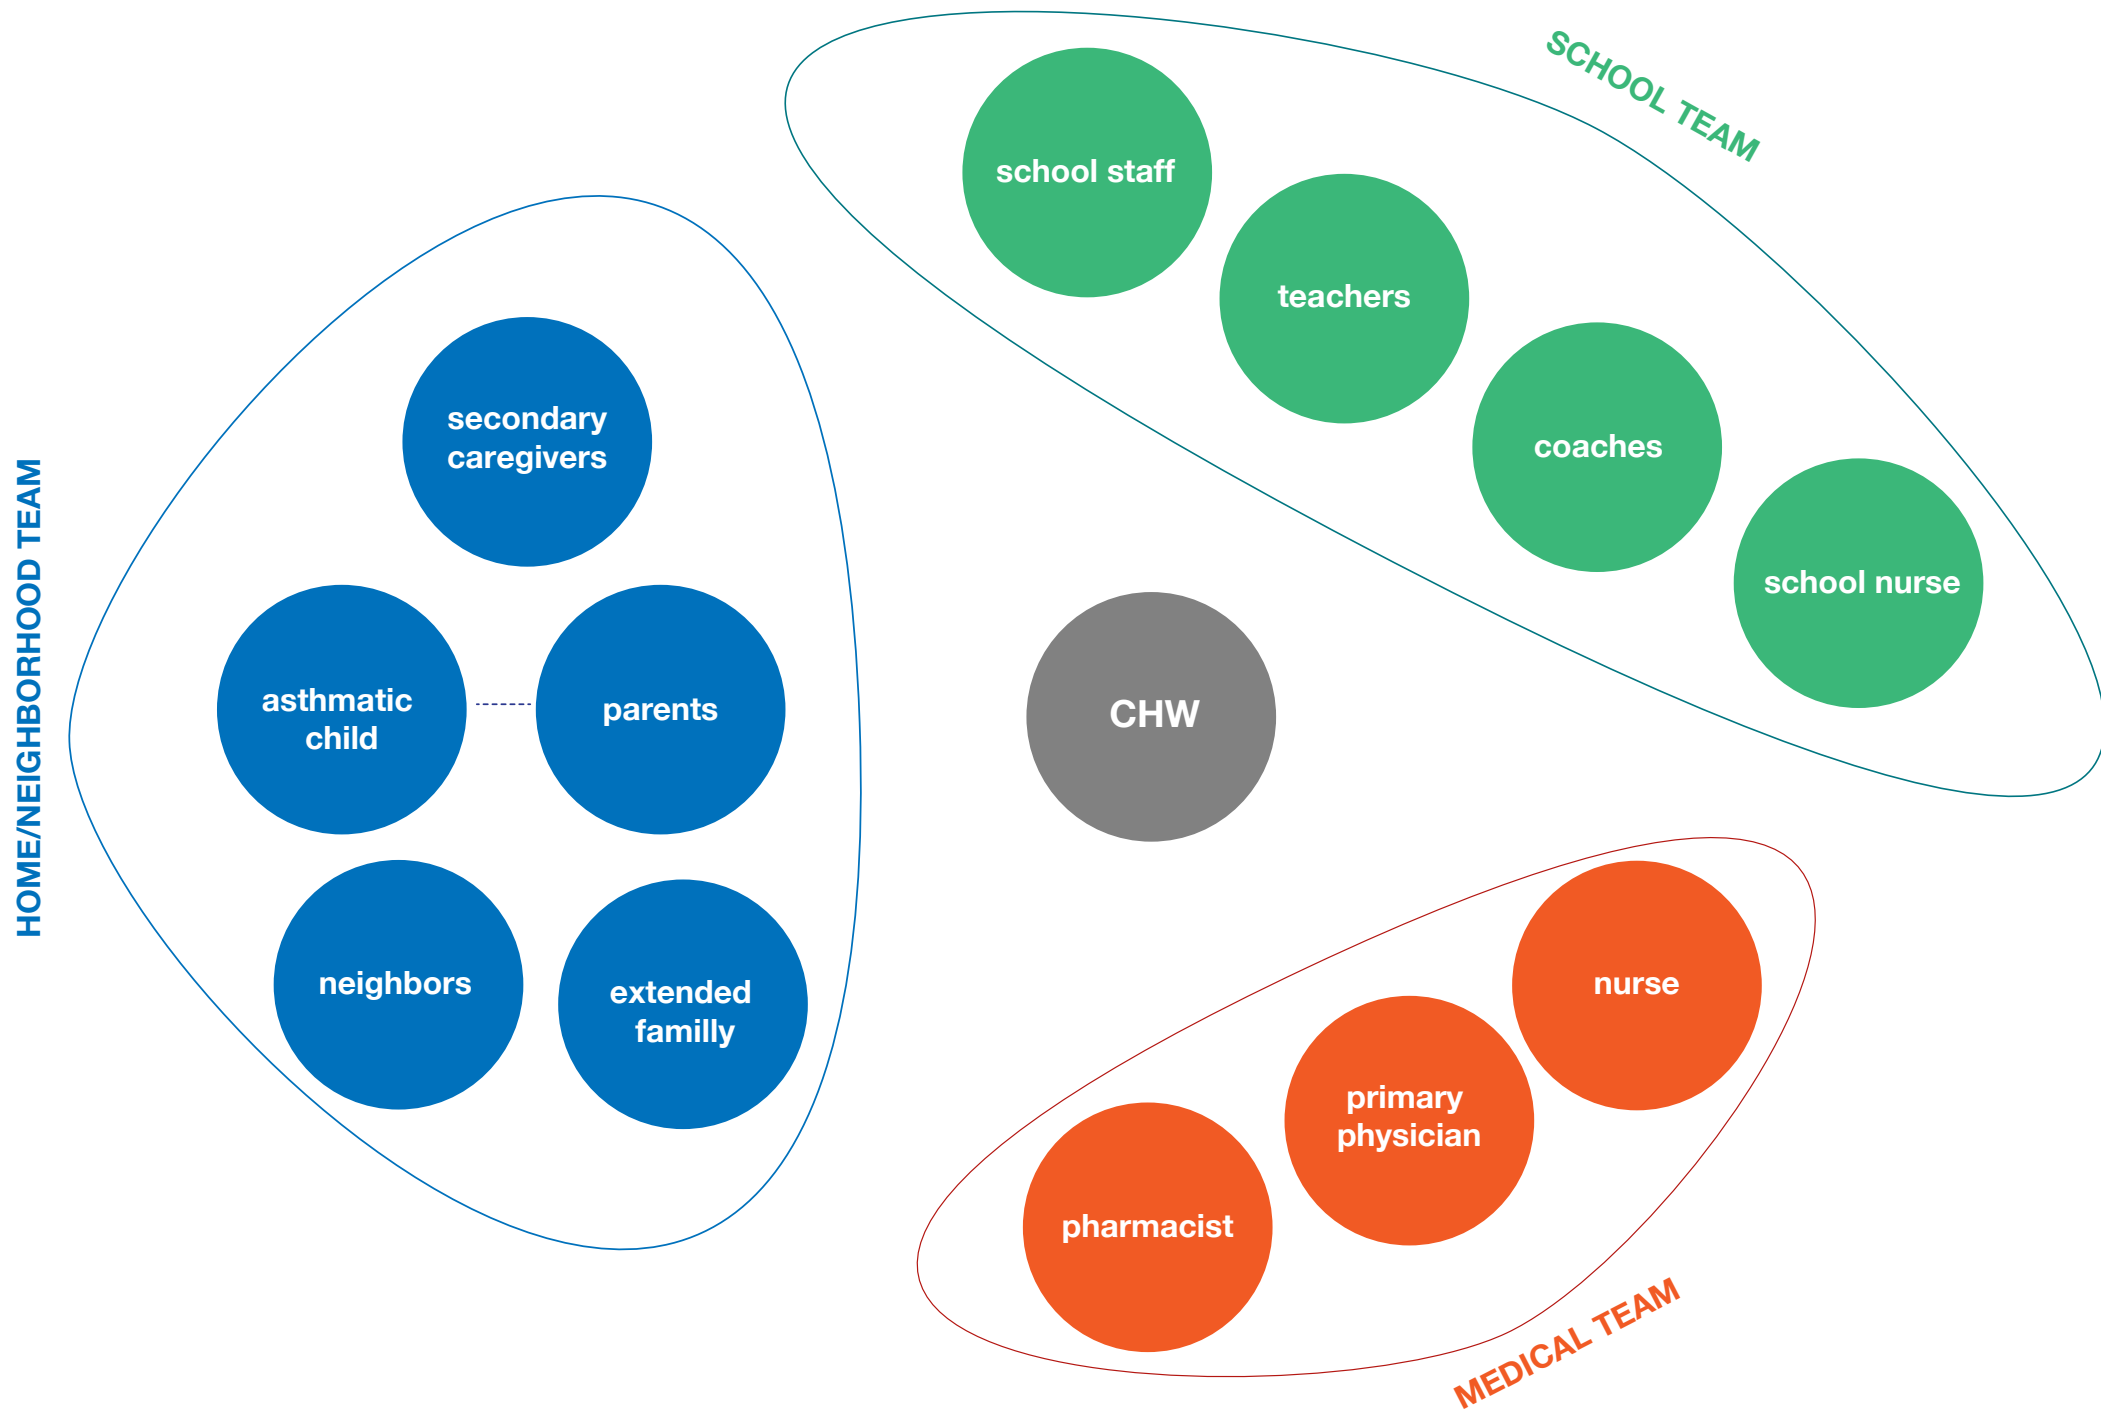 SCHOOL TEAM
school staff
teachers
coaches
school nurse
HOME/NEIGHBORHOOD TEAM
secondary
caregivers
asthmatic
child
parents
neighbors
extended
familly
CHW
nurse
primary
physician
pharmacist
MEDICAL TEAM